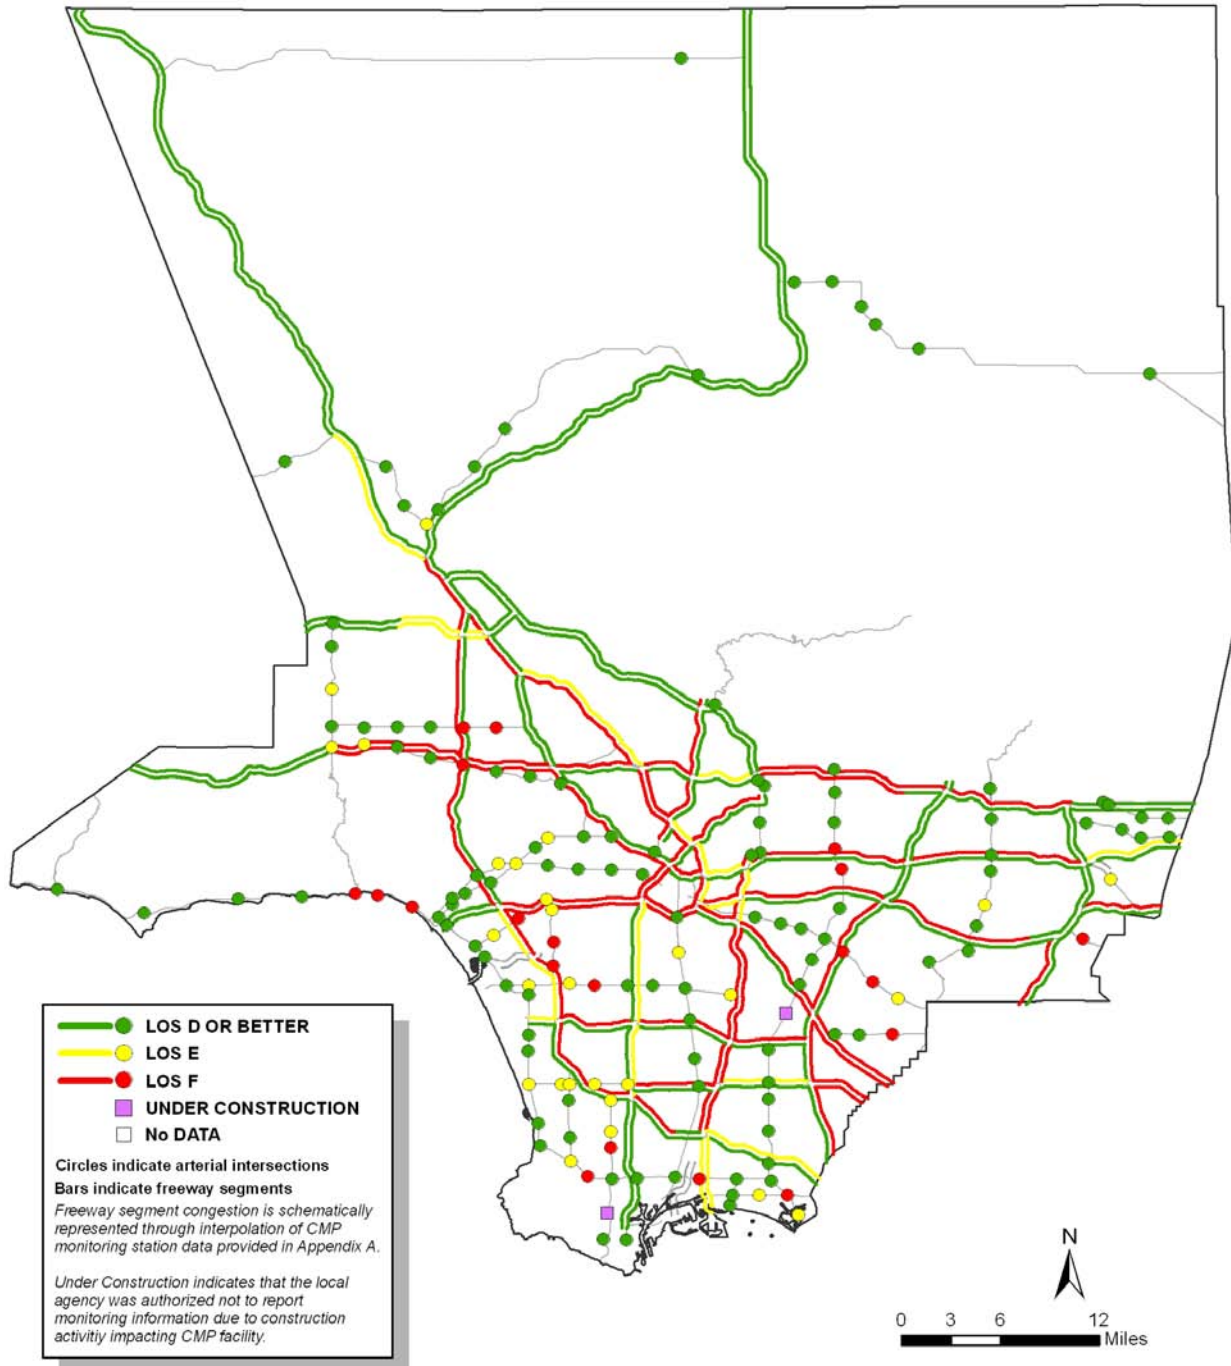 LOS D OR BETTER
LOS E
LOS F
UNDER CONSTRUCTION
No DATA
Circles indicate arterial intersections
Bars indicate freeway segments
Freeway segment congestion is schematically
represented through interpolation of CMP
monitoring station data provided in Appendix A.
Under Construction indicates that the local
agency was authorized not to report
monitoring information due to construction
activitiy impacting CMP facility.
N
0 3 6 12
Miles